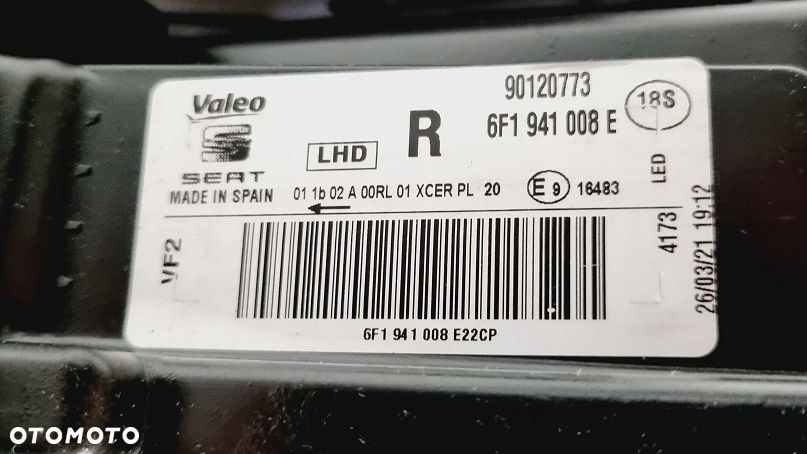 Valeo
SEAT
MADE IN SPAIN
LHD
R
90120773
6F1 941 008 E
18S
01 1b 02 A 00RL 01 XCER PL 20
E 9 16483
LED
4173
26/03/21 19:12
VF2
6F1 941 008 E22CP
OTOMOTO